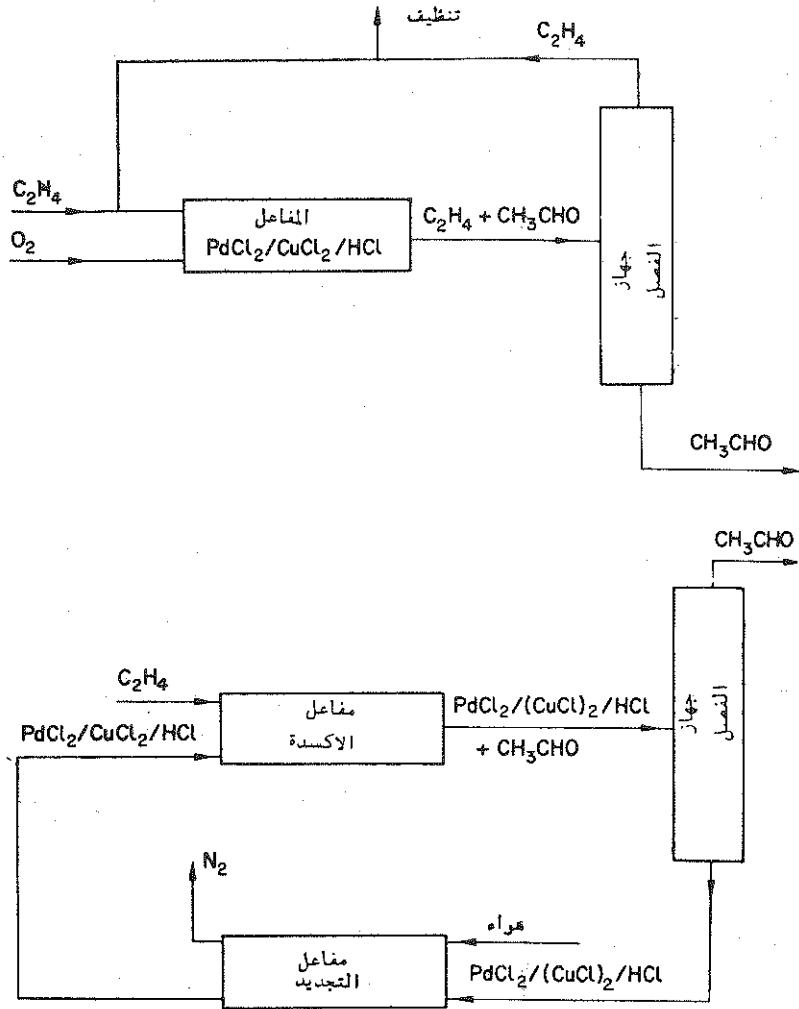 تنظيف
C₂H₄
C₂H₄
O₂
المفاعل
PdCl₂/CuCl₂/HCl
C₂H₄ + CH₃CHO
جهاز
الفصل
CH₃CHO
CH₃CHO
C₂H₄
PdCl₂/CuCl₂/HCl
مفاعل
الاكسدة
PdCl₂/(CuCl)₂/HCl
+ CH₃CHO
جهاز
الفصل
N₂
هواء
مفاعل
التجديد
PdCl₂/(CuCl)₂/HCl